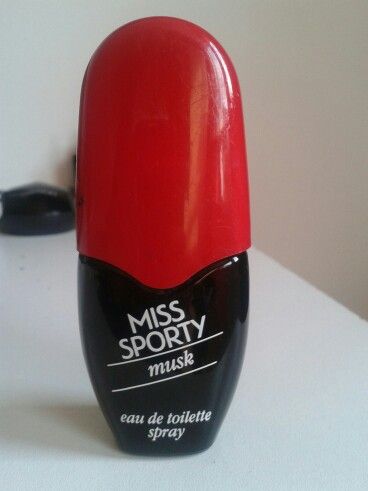 MISS
SPORTY
musk
eau de toilette
spray